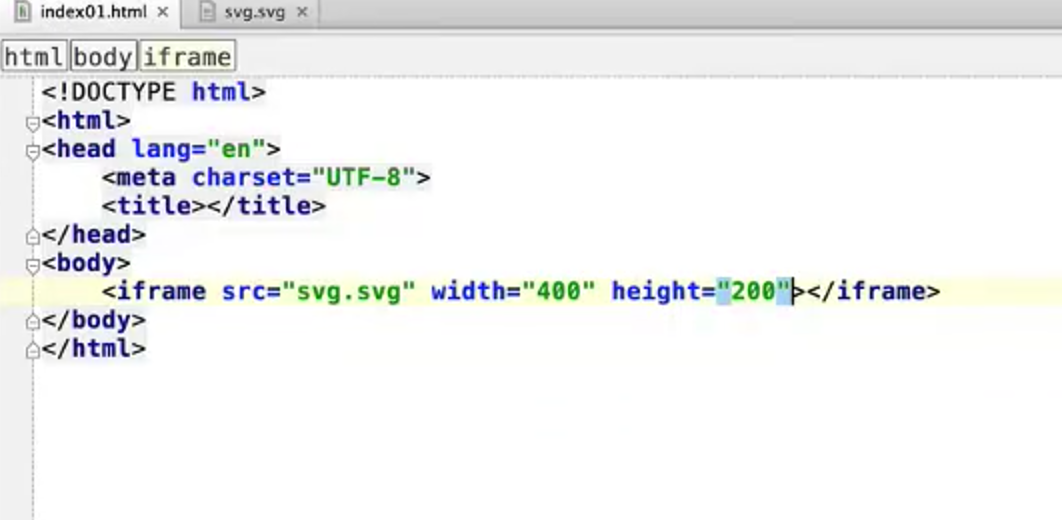 index01.html × svg.svg ×
html body iframe
<!DOCTYPE html>
<html>
<head lang="en">
<meta charset="UTF-8">
<title></title>
</head>
<body>
<iframe src="svg.svg" width="400" height="200"></iframe>
</body>
</html>